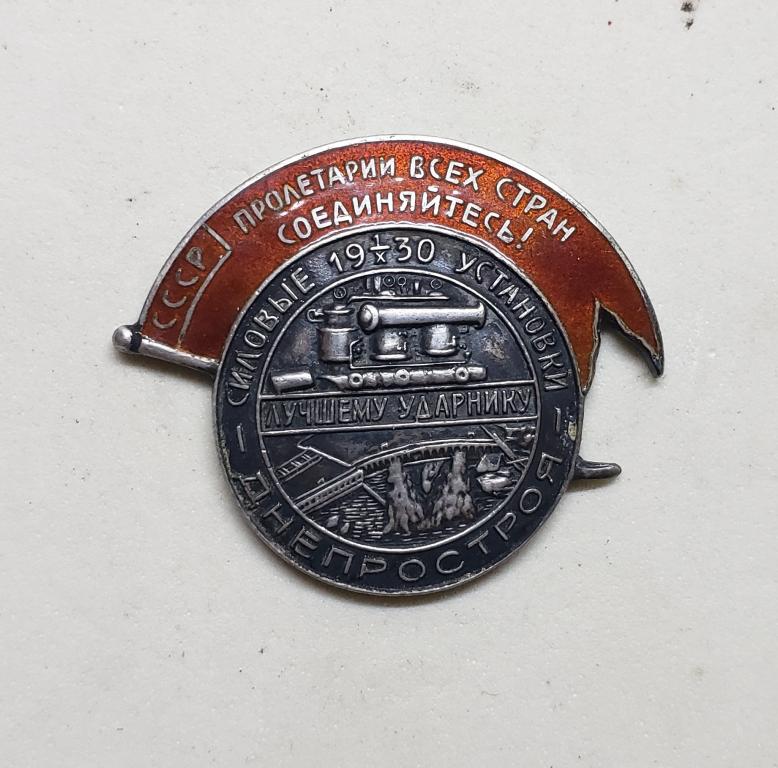 СССР
ПРОЛЕТАРИИ ВСЕХ СТРАН
СОЕДИНЯЙТЕСЬ!
СИЛОВЫЕ 19 1/X 30 УСТАНОВКИ
ЛУЧШЕМУ УДАРНИКУ
– ДНЕПРОСТРОЯ –